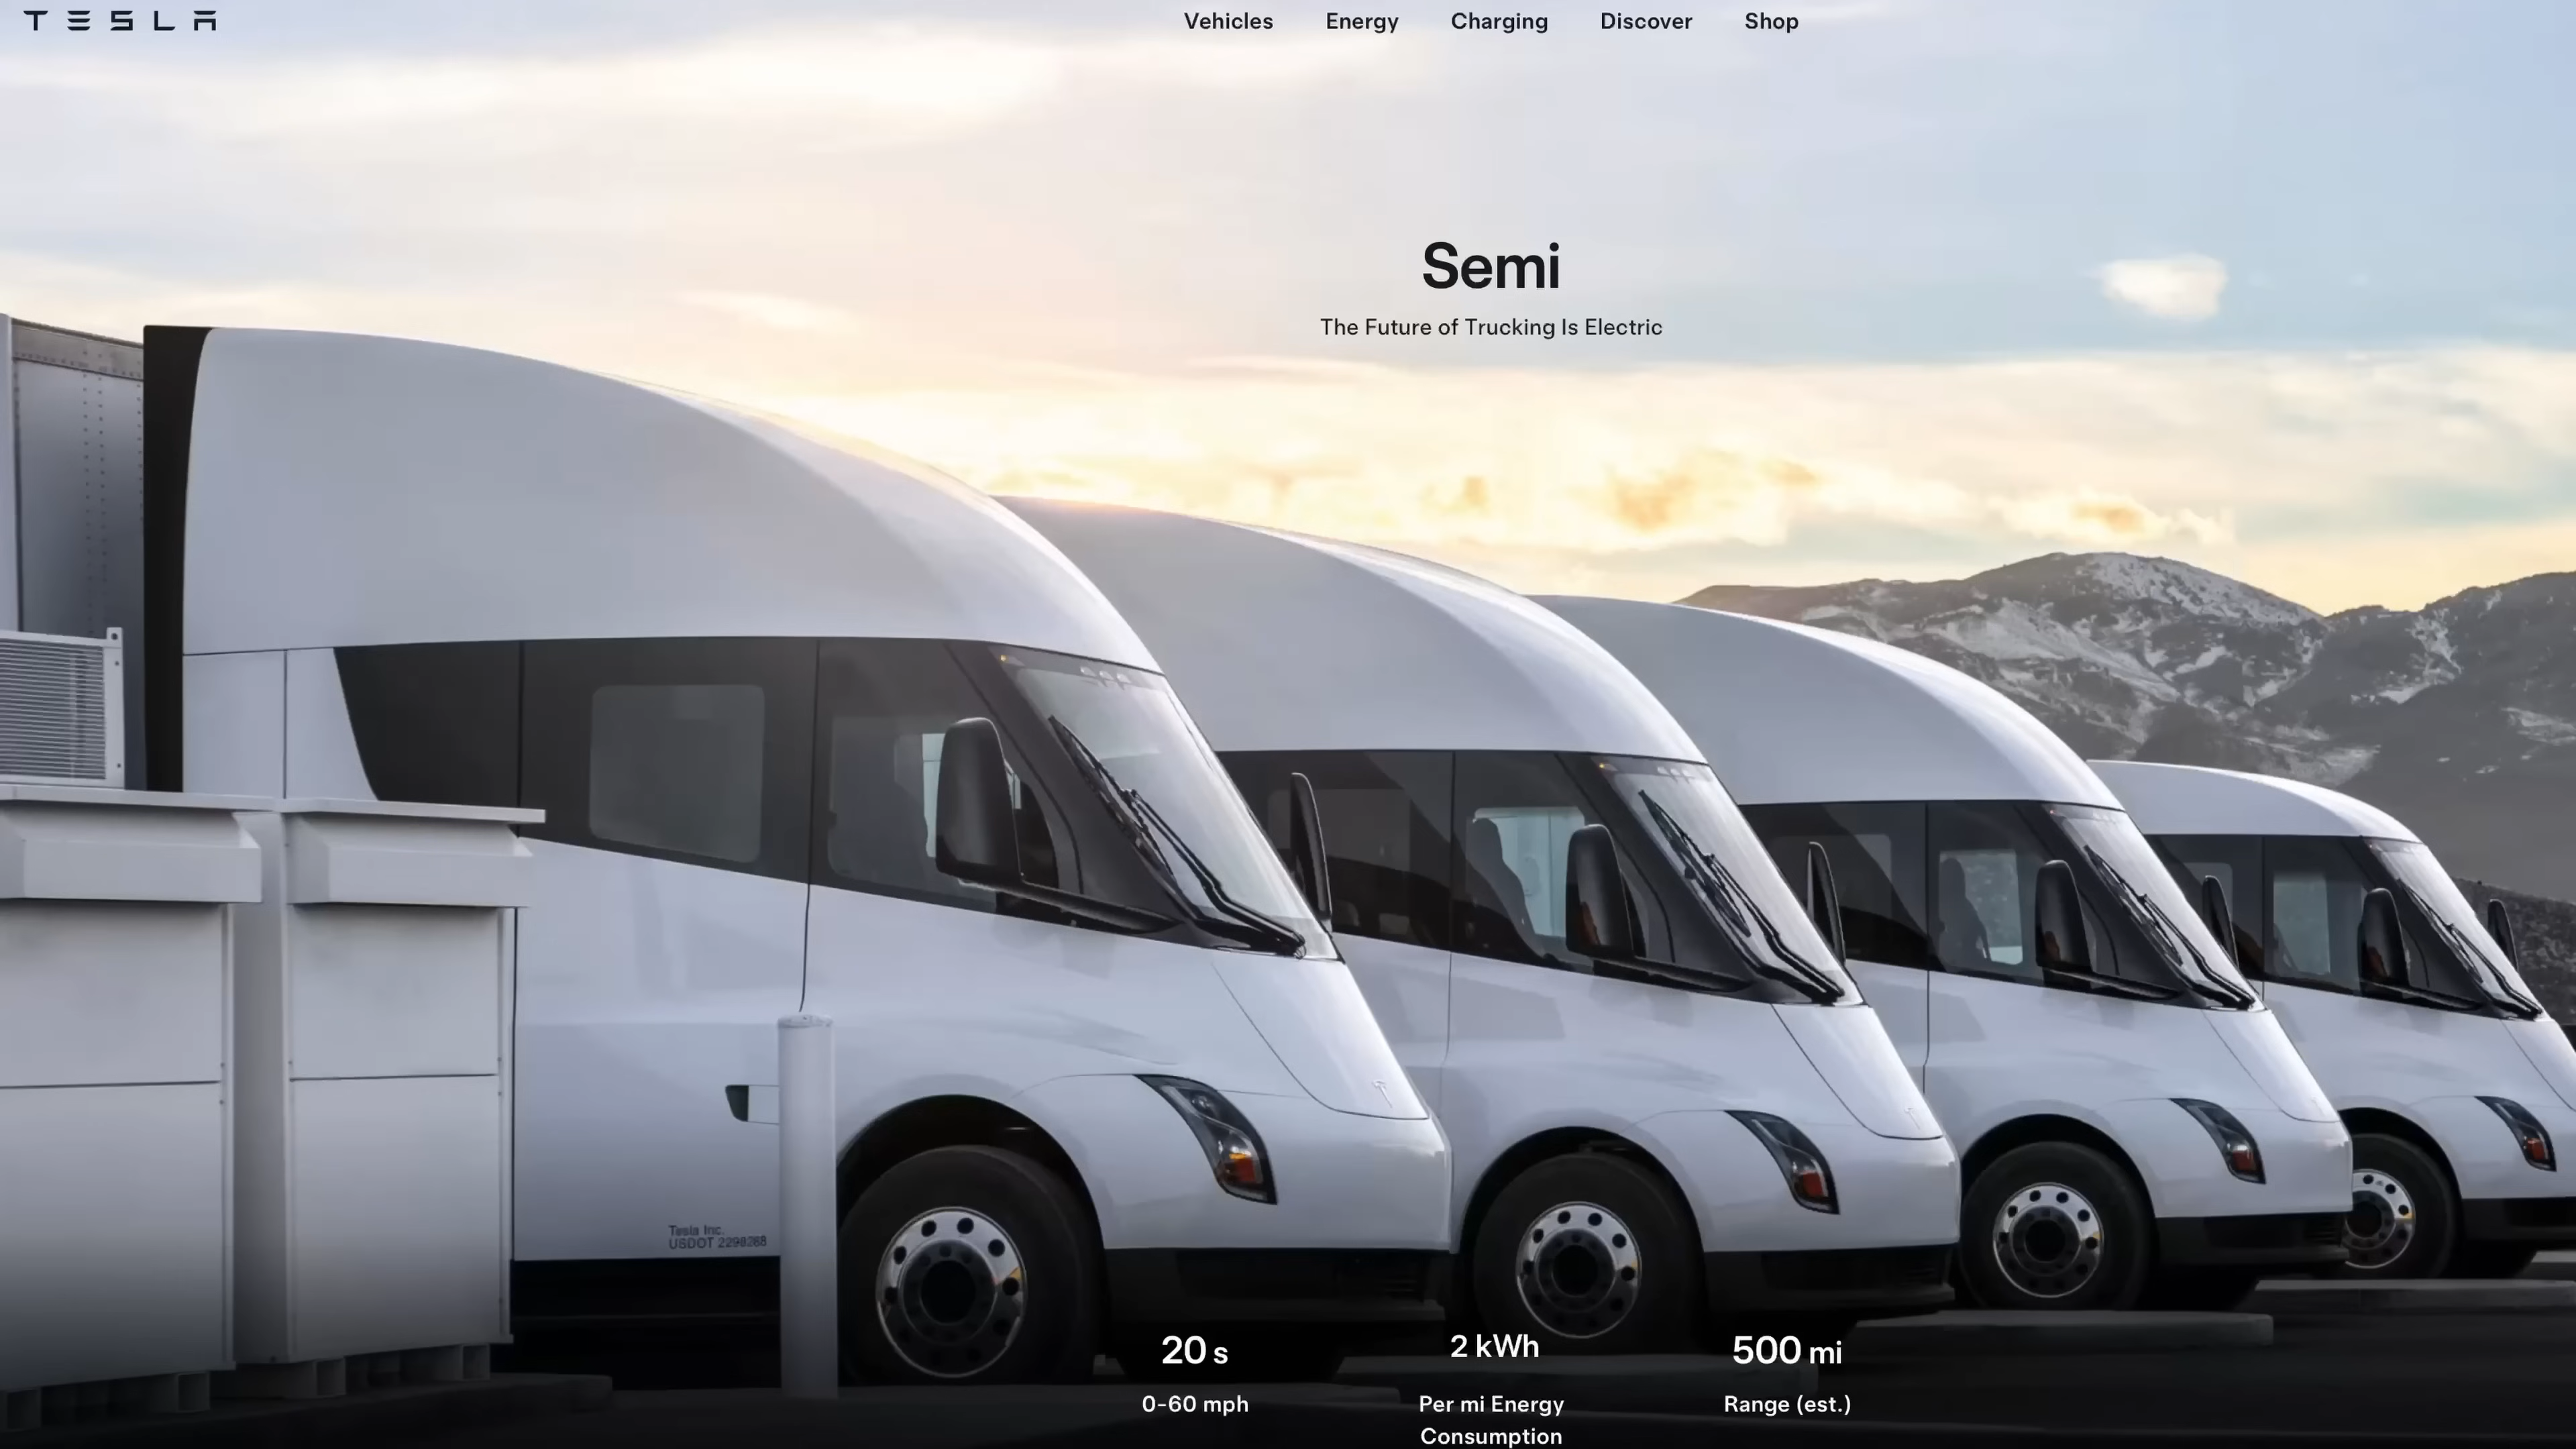 TESLA
Vehicles Energy Charging Discover Shop
Semi
The Future of Trucking Is Electric
Tesla Inc.
USDOT 2298268
20 s
0-60 mph
2 kWh
Per mi Energy
Consumption
500 mi
Range (est.)